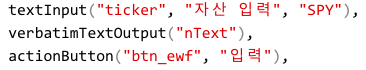 textInput("ticker", "자산 입력", "SPY"),
verbatimTextOutput("nText"),
actionButton("btn_ewf", "입력"),